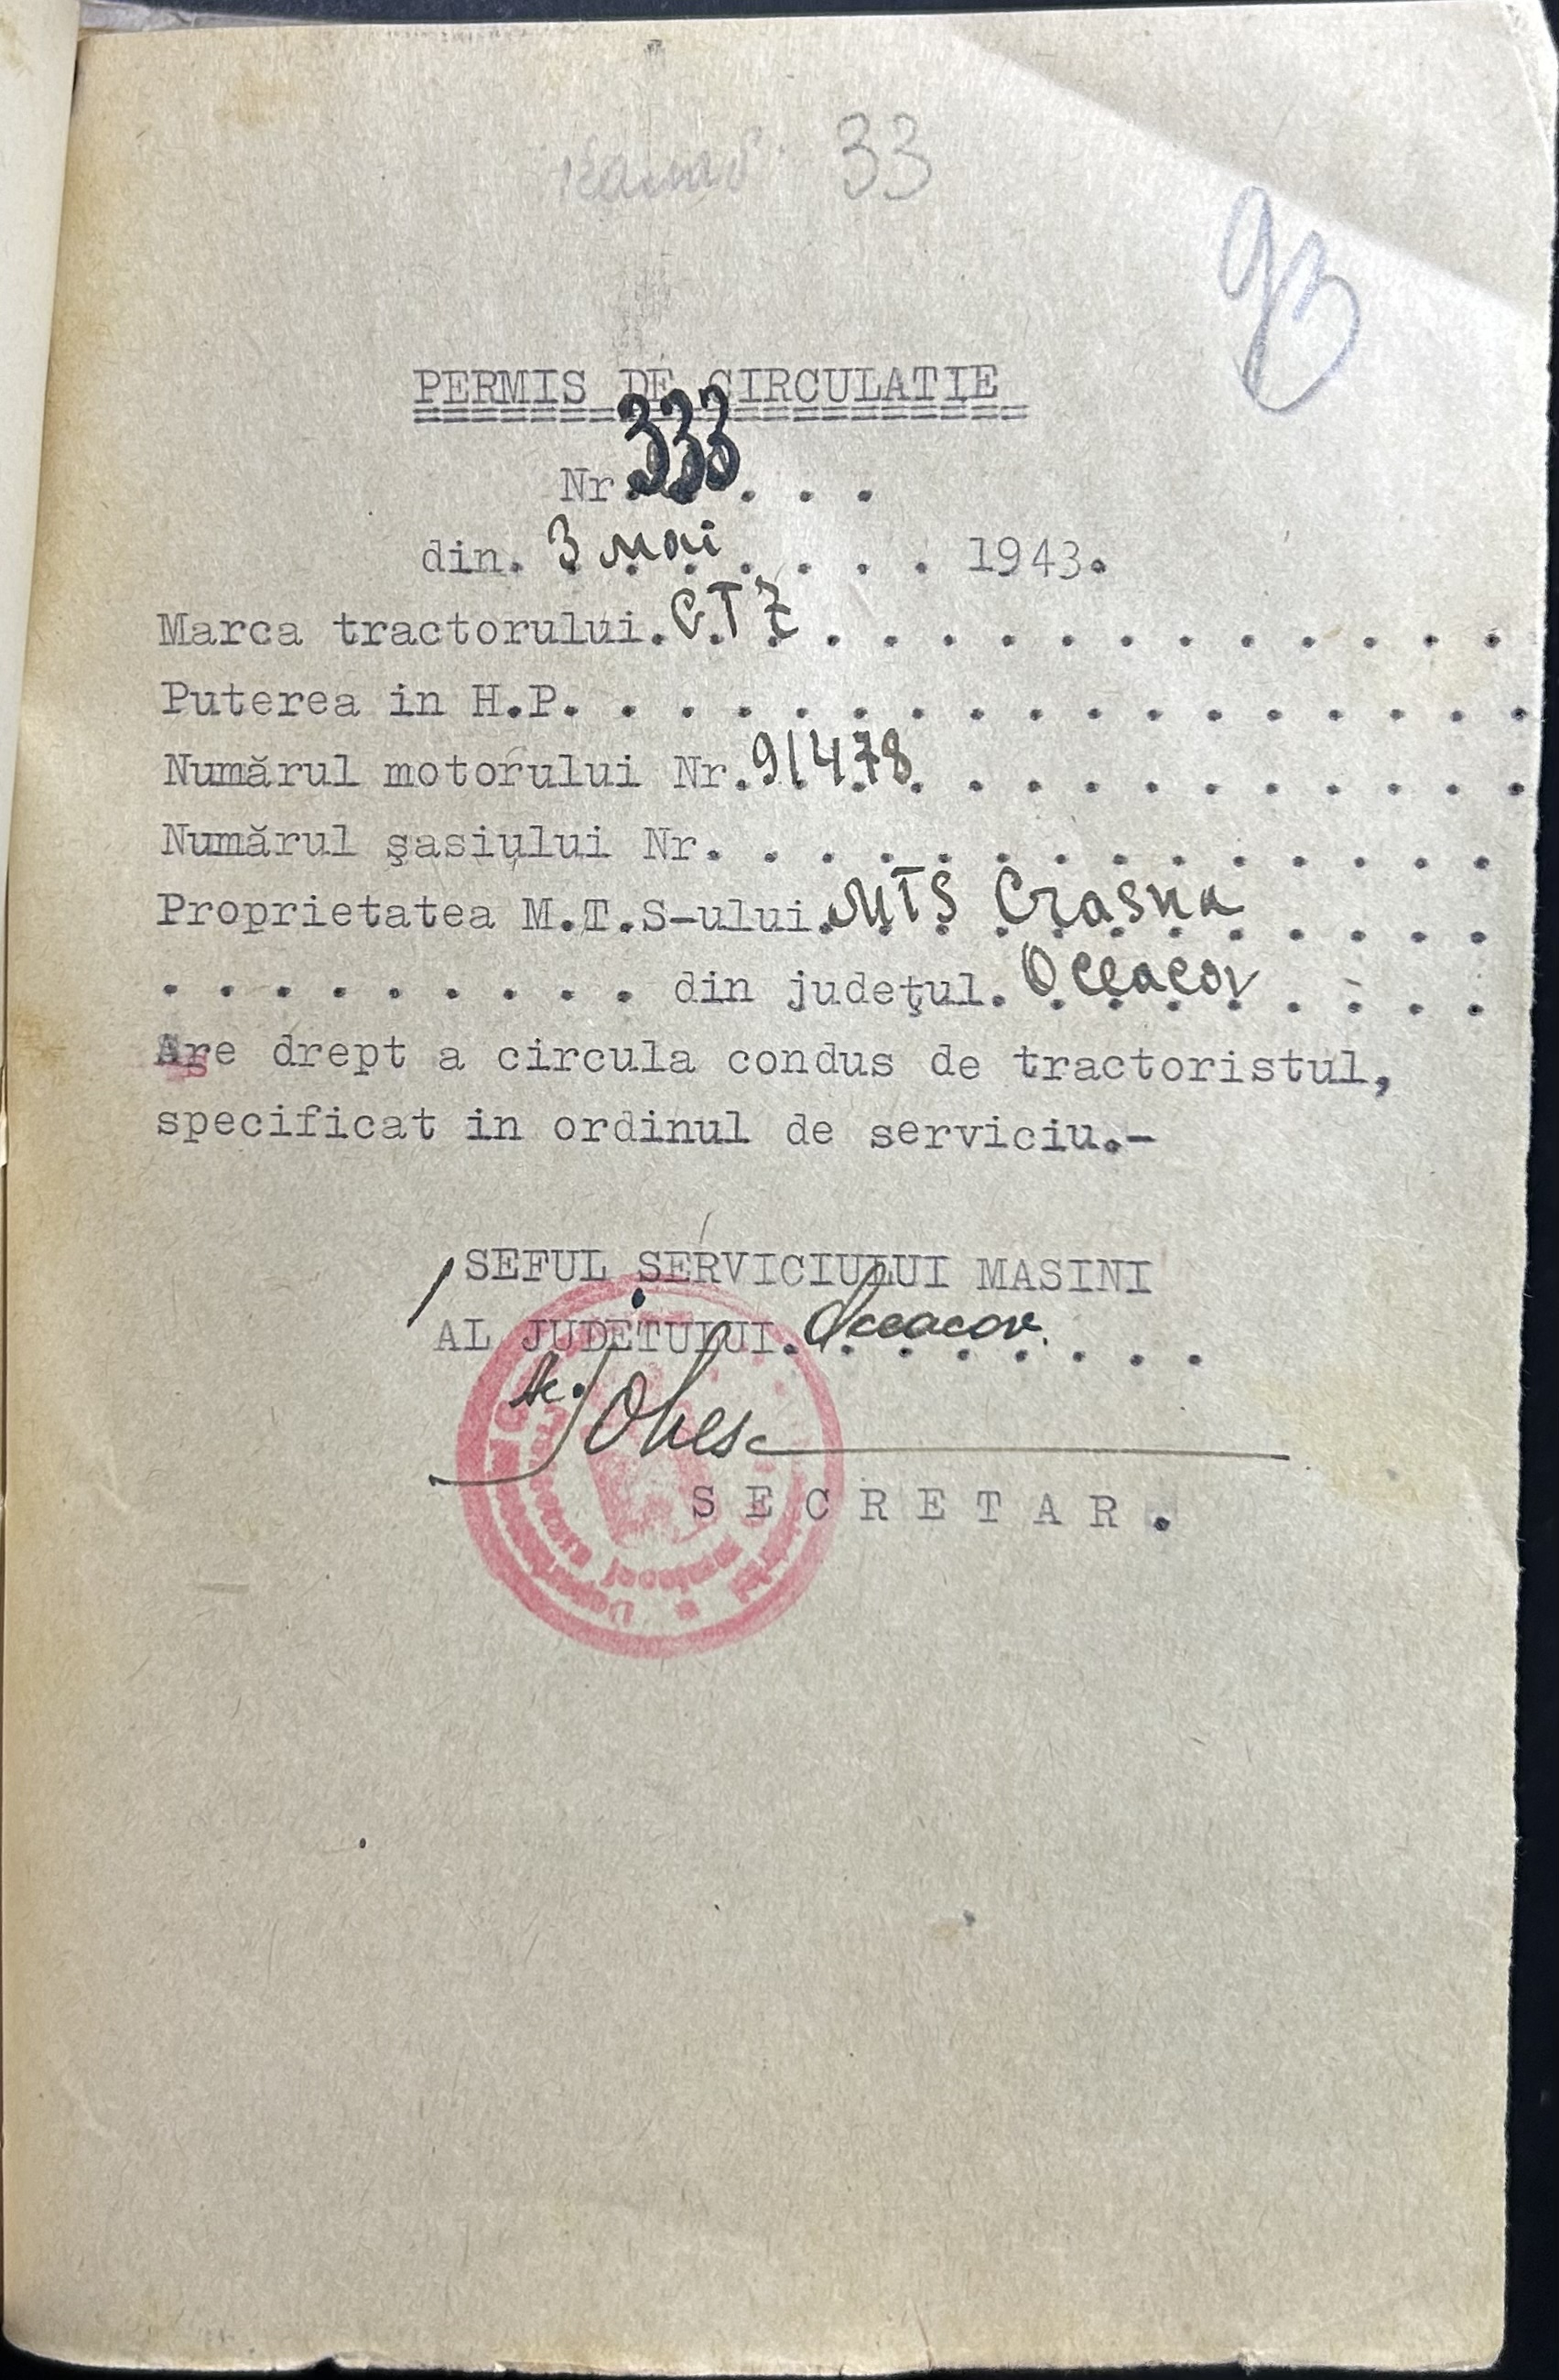 33
93
PERMIS DE CIRCULATIE
Nr.333. . .
din. 3 mai . . . . 1943.
Marca tractorului. CTZ . . . . . . . . . . . .
Puterea in H.P. . . . . . . . . . . . . . . . . .
Numărul motorului Nr. 91478 . . . . . . . . . .
Numărul şasiului Nr. . . . . . . . . . . . . . .
Proprietatea M.T.S-ului. MTS Crasna . . . . .
. . . . . . . . . din judeţul. Oceacov . . . .
Are drept a circula condus de tractoristul,
specificat in ordinul de serviciu.-
SEFUL SERVICIULUI MASINI
AL JUDEŢULUI. Oceacov. . . .
SECRETAR.